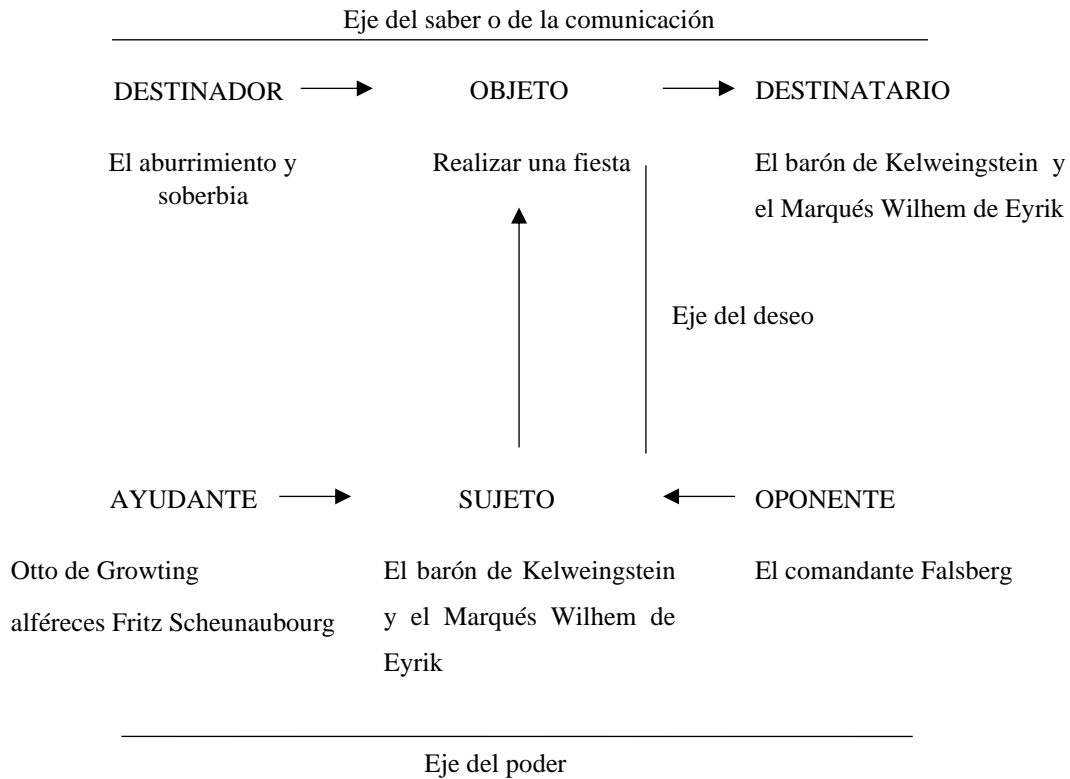 Eje del saber o de la comunicación
DESTINADOR
OBJETO
DESTINATARIO
El aburrimiento y
soberbia
Realizar una fiesta
El barón de Kelweingstein y
el Marqués Wilhem de Eyrik
Eje del deseo
AYUDANTE
SUJETO
OPONENTE
Otto de Growting
alféreces Fritz Scheunaubourg
El barón de Kelweingstein
y el Marqués Wilhem de
Eyrik
El comandante Falsberg
Eje del poder